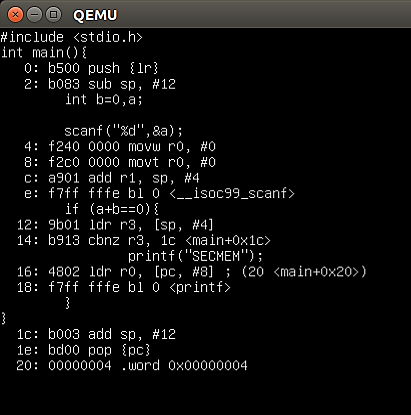 QEMU
#include <stdio.h>
int main(){
   0: b500 push {lr}
   2: b083 sub sp, #12
        int b=0,a;
        scanf("%d",&a);
   4: f240 0000 movw r0, #0
   8: f2c0 0000 movt r0, #0
   c: a901 add r1, sp, #4
   e: f7ff fffe bl 0 <__isoc99_scanf>
        if (a+b==0){
  12: 9b01 ldr r3, [sp, #4]
  14: b913 cbnz r3, 1c <main+0x1c>
                printf("SECMEM");
  16: 4802 ldr r0, [pc, #8] ; (20 <main+0x20>)
  18: f7ff fffe bl 0 <printf>
        }
}
  1c: b003 add sp, #12
  1e: bd00 pop {pc}
  20: 00000004 .word 0x00000004